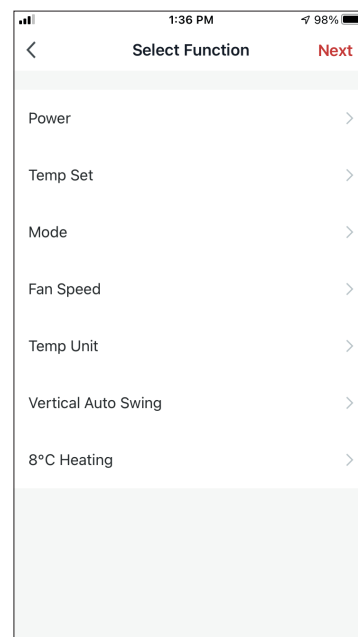 1:36 PM 98%
Select Function Next
Power
Temp Set
Mode
Fan Speed
Temp Unit
Vertical Auto Swing
8°C Heating